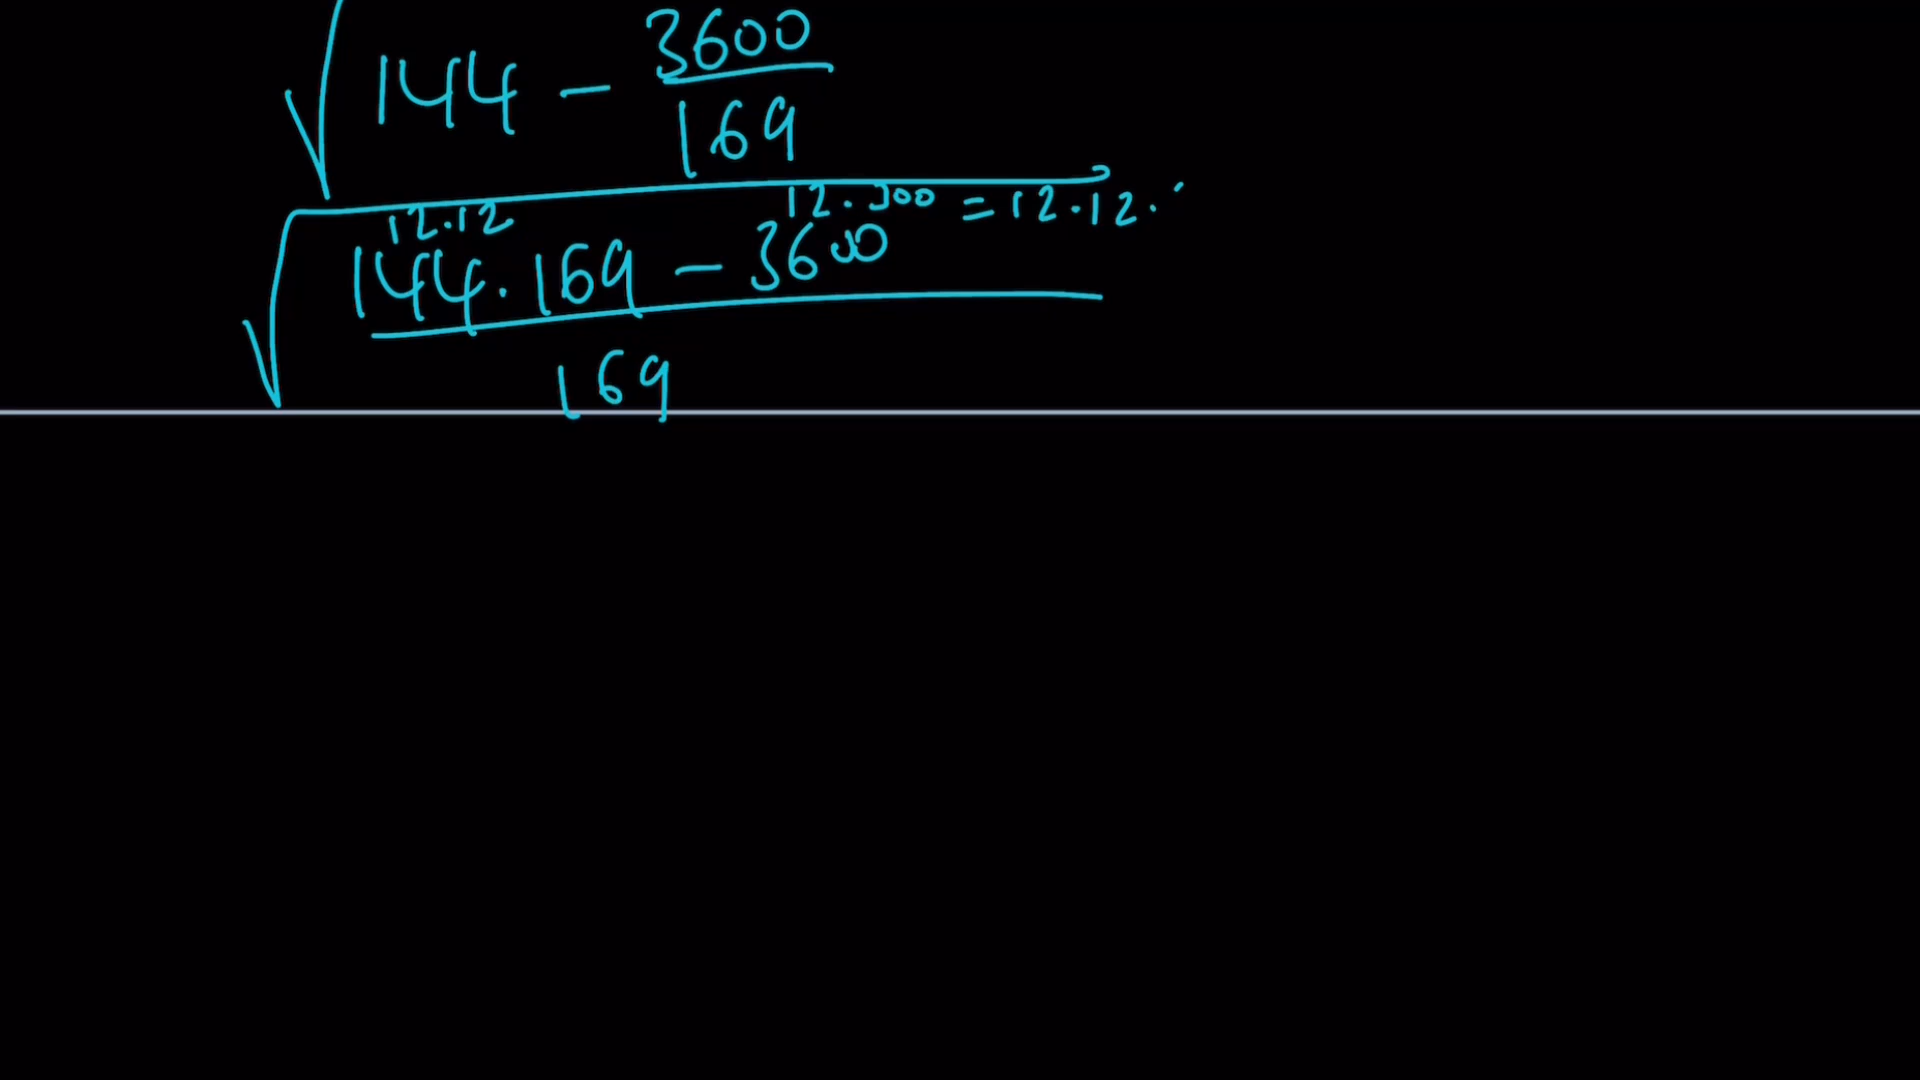 √(144 − 3600/169)
12·12 12·300 = 12·12·
√((144·169 − 3600)/169)